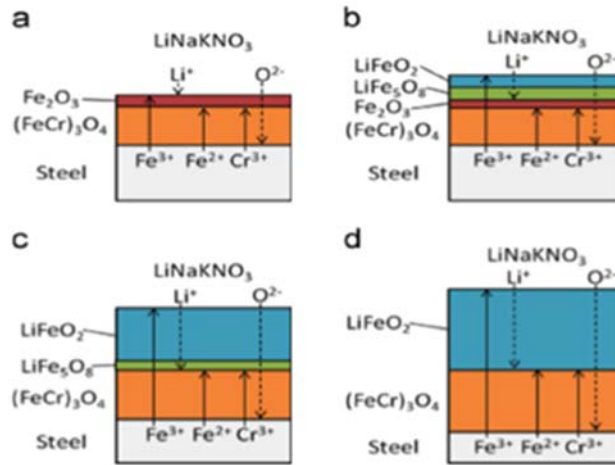 a
LiNaKNO₃
Li⁺ O²⁻
Fe₂O₃
(FeCr)₃O₄
Steel
Fe³⁺ Fe²⁺ Cr³⁺
b
LiNaKNO₃
LiFeO₂
Li⁺ O²⁻
LiFe₅O₈
Fe₂O₃
(FeCr)₃O₄
Steel
Fe³⁺ Fe²⁺ Cr³⁺
c
LiNaKNO₃
Li⁺ O²⁻
LiFeO₂
LiFe₅O₈
(FeCr)₃O₄
Steel
Fe³⁺ Fe²⁺ Cr³⁺
d
LiNaKNO₃
Li⁺ O²⁻
LiFeO₂
(FeCr)₃O₄
Steel
Fe³⁺ Fe²⁺ Cr³⁺